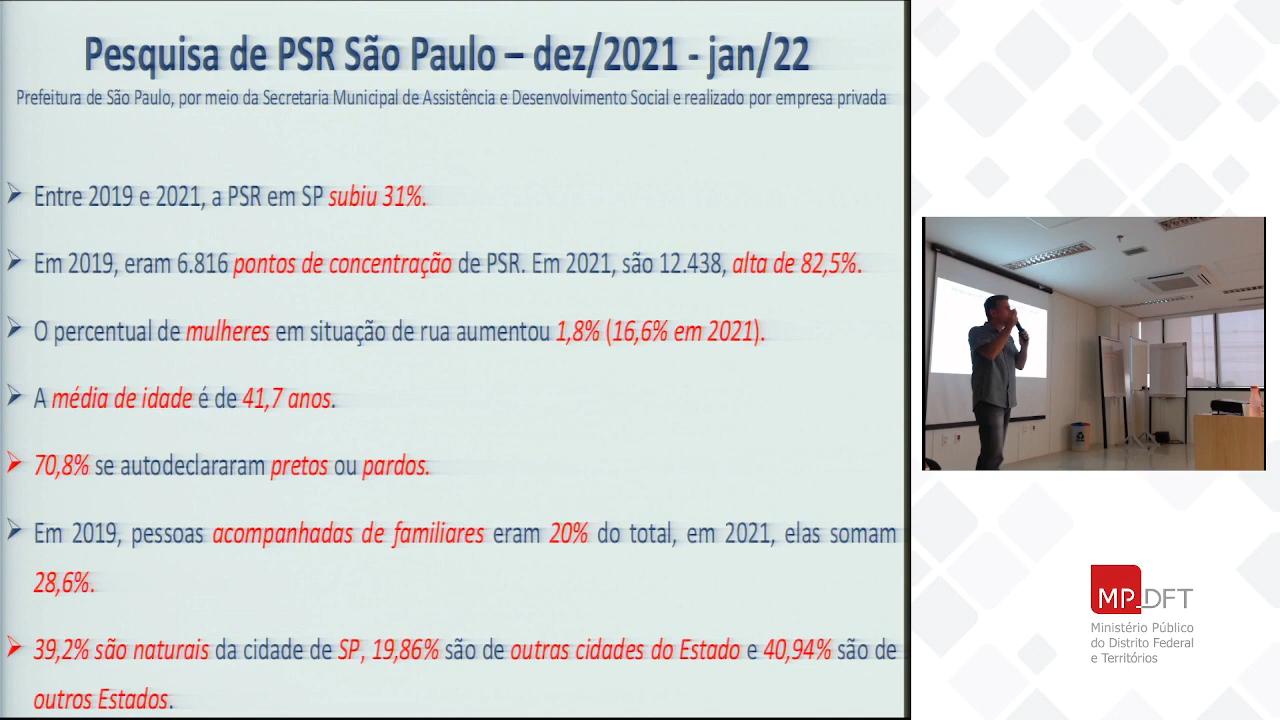 Pesquisa de PSR São Paulo – dez/2021 - jan/22
Prefeitura de São Paulo, por meio da Secretaria Municipal de Assistência e Desenvolvimento Social e realizado por empresa privada
Entre 2019 e 2021, a PSR em SP subiu 31%.
Em 2019, eram 6.816 pontos de concentração de PSR. Em 2021, são 12.438, alta de 82,5%.
O percentual de mulheres em situação de rua aumentou 1,8% (16,6% em 2021).
A média de idade é de 41,7 anos.
70,8% se autodeclararam pretos ou pardos.
Em 2019, pessoas acompanhadas de familiares eram 20% do total, em 2021, elas somam
28,6%.
39,2% são naturais da cidade de SP, 19,86% são de outras cidades do Estado e 40,94% são de
outros Estados.
MP DFT
Ministério Público
do Distrito Federal
e Territórios